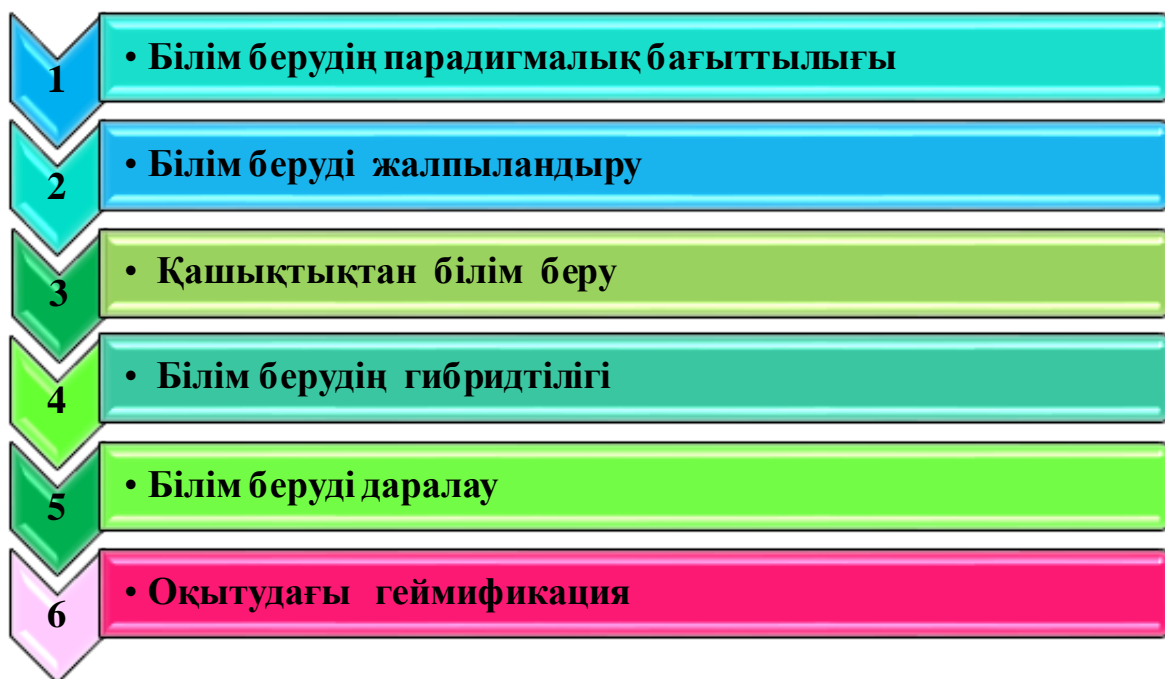 1 • Білім берудің парадигмалық бағыттылығы
2 • Білім беруді жалпыландыру
3 • Қашықтықтан білім беру
4 • Білім берудің гибридтілігі
5 • Білім беруді даралау
6 • Оқытудағы геймификация